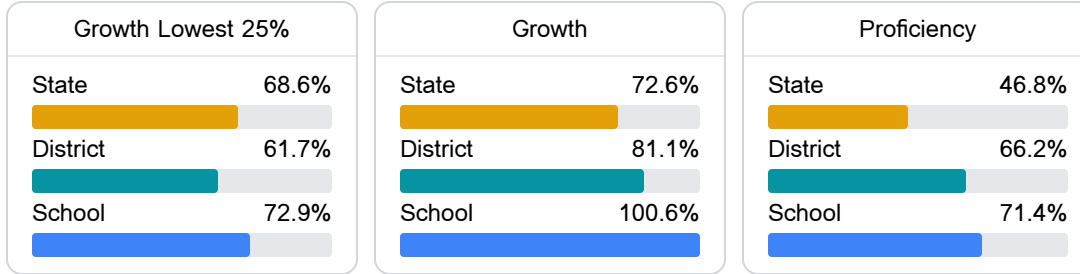 Growth Lowest 25%
State 68.6%
District 61.7%
School 72.9%
Growth
State 72.6%
District 81.1%
School 100.6%
Proficiency
State 46.8%
District 66.2%
School 71.4%